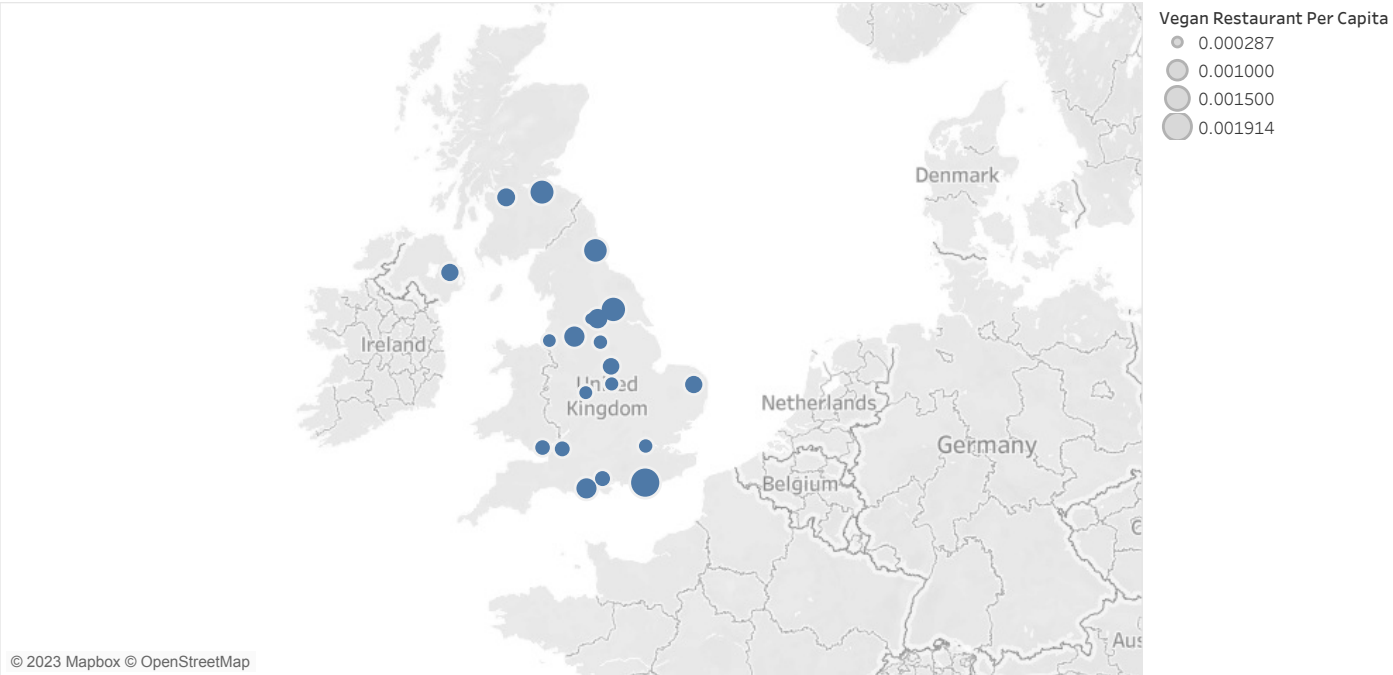 Vegan Restaurant Per Capita
0.000287
0.001000
0.001500
0.001914
Denmark
Ireland
United
Kingdom
Netherlands
Germany
Belgium
© 2023 Mapbox © OpenStreetMap